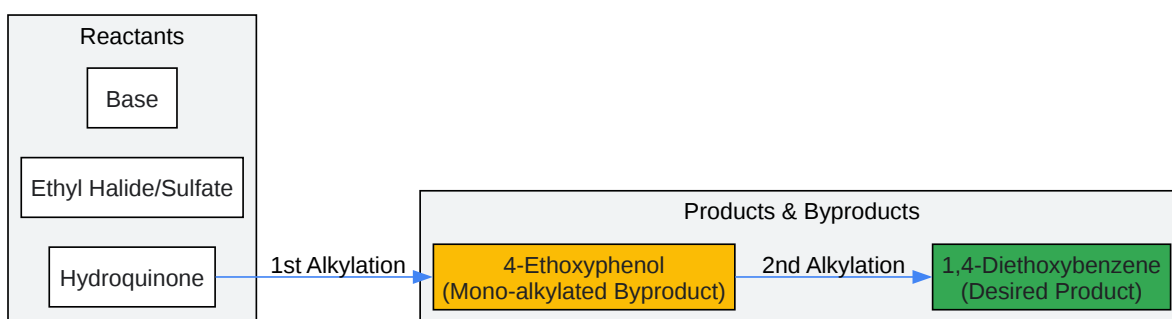 Reactants
Base
Ethyl Halide/Sulfate
Hydroquinone
1st Alkylation
Products & Byproducts
4-Ethoxyphenol
(Mono-alkylated Byproduct)
2nd Alkylation
1,4-Diethoxybenzene
(Desired Product)